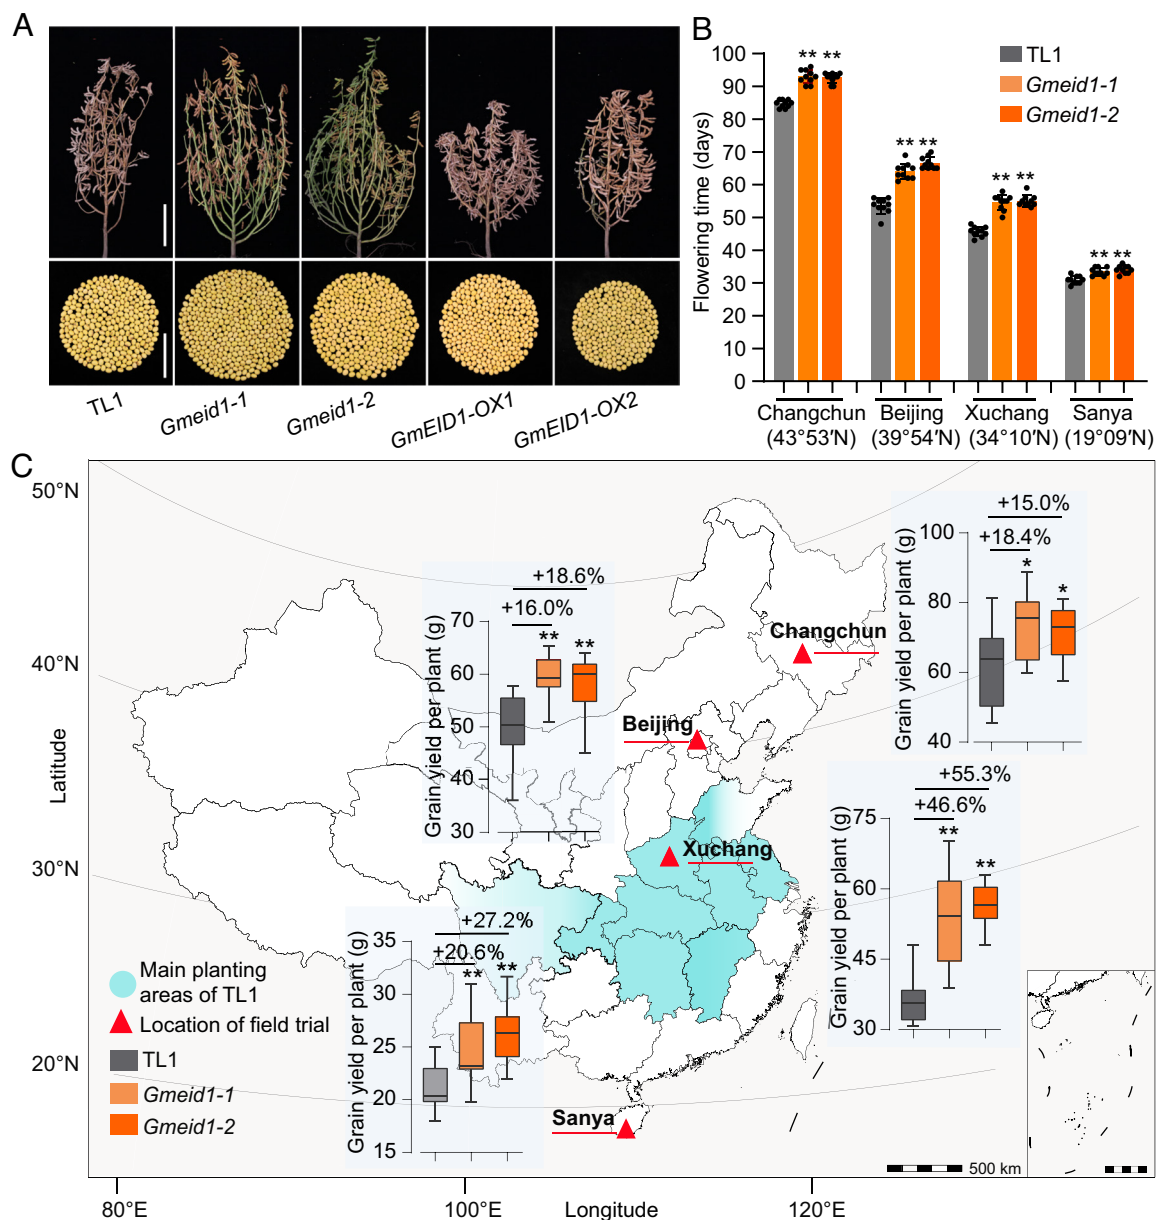 A
TL1
Gmeid1-1
Gmeid1-2
GmEID1-OX1
GmEID1-OX2
B
Flowering time (days)
100
90
80
70
60
50
40
30
20
10
0
** **
** **
** **
** **
TL1
Gmeid1-1
Gmeid1-2
Changchun
(43°53′N)
Beijing
(39°54′N)
Xuchang
(34°10′N)
Sanya
(19°09′N)
C
50°N
40°N
30°N
20°N
Latitude
80°E
100°E
Longitude
120°E
+18.6%
+16.0%
** **
Grain yield per plant (g)
70
60
50
40
30
+15.0%
+18.4%
* *
Grain yield per plant (g)
100
80
60
40
Changchun
Beijing
Xuchang
Sanya
+55.3%
+46.6%
** **
Grain yield per plant (g)
75
60
45
30
+27.2%
+20.6%
** **
Grain yield per plant (g)
35
30
25
20
15
Main planting
areas of TL1
Location of field trial
TL1
Gmeid1-1
Gmeid1-2
500 km